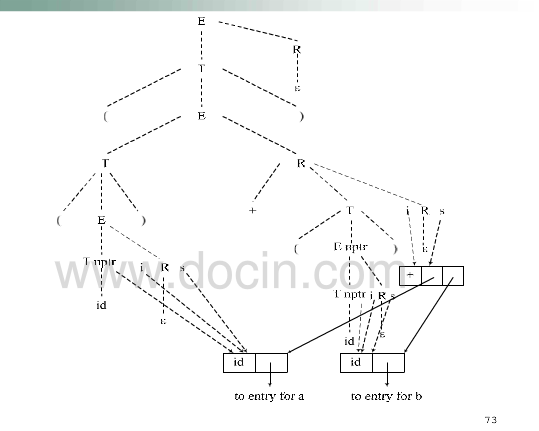 E
R
T
ε
( E )
T R
+
( E ) T i R s
( E nptr ) ε
T nptr i R s
+
T nptr i R s
id
ε
id ε
id id
to entry for a to entry for b
www.docin.com
73